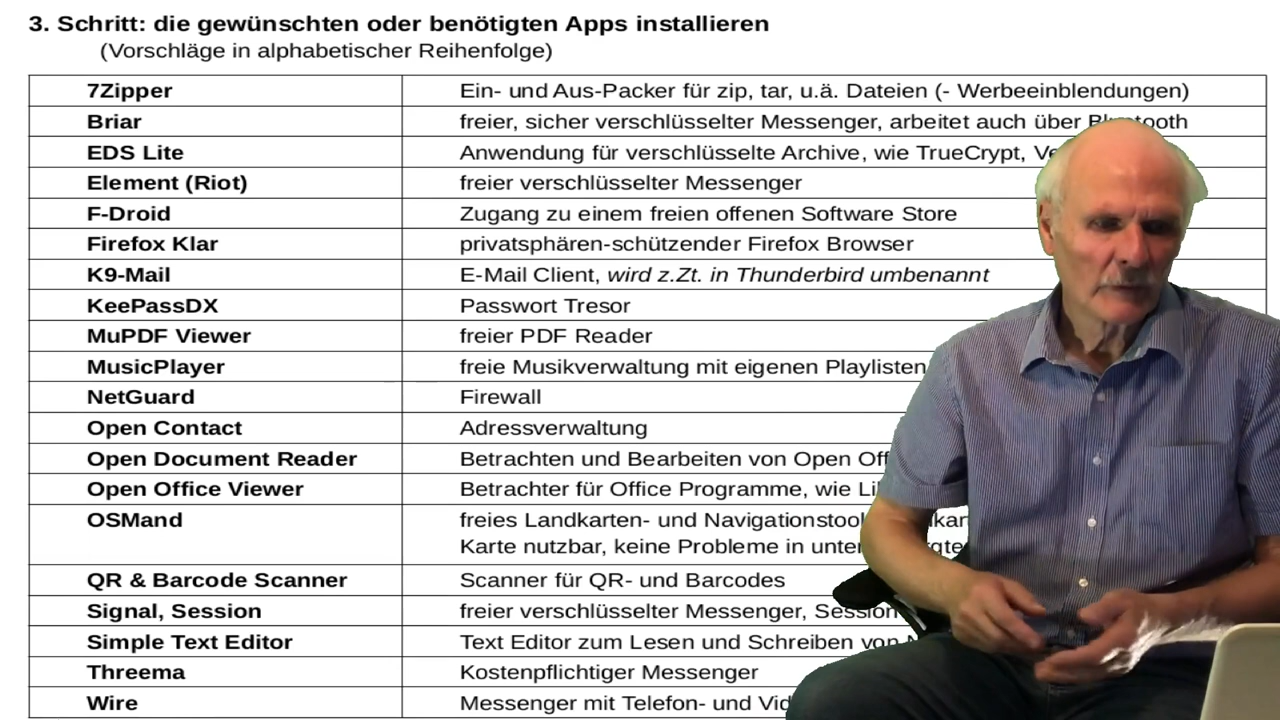 3. Schritt: die gewünschten oder benötigten Apps installieren
(Vorschläge in alphabetischer Reihenfolge)
7Zipper Ein- und Aus-Packer für zip, tar, u.ä. Dateien (- Werbeeinblendungen)
Briar freier, sicher verschlüsselter Messenger, arbeitet auch über Bluetooth
EDS Lite Anwendung für verschlüsselte Archive, wie TrueCrypt,
Element (Riot) freier verschlüsselter Messenger
F-Droid Zugang zu einem freien offenen Software Store
Firefox Klar privatsphären-schützender Firefox Browser
K9-Mail E-Mail Client, wird z.Zt. in Thunderbird umbenannt
KeePassDX Passwort Tresor
MuPDF Viewer freier PDF Reader
MusicPlayer freie Musikverwaltung mit eigenen Playlisten
NetGuard Firewall
Open Contact Adressverwaltung
Open Document Reader Betrachten und Bearbeiten von Open
Open Office Viewer Betrachter für Office Programme, wie
OSMand freies Landkarten- und Navigationstool
Karte nutzbar, keine Probleme in
QR & Barcode Scanner Scanner für QR- und Barcodes
Signal, Session freier verschlüsselter Messenger, Session
Simple Text Editor Text Editor zum Lesen und Schreiben von
Threema Kostenpflichtiger Messenger
Wire Messenger mit Telefon- und